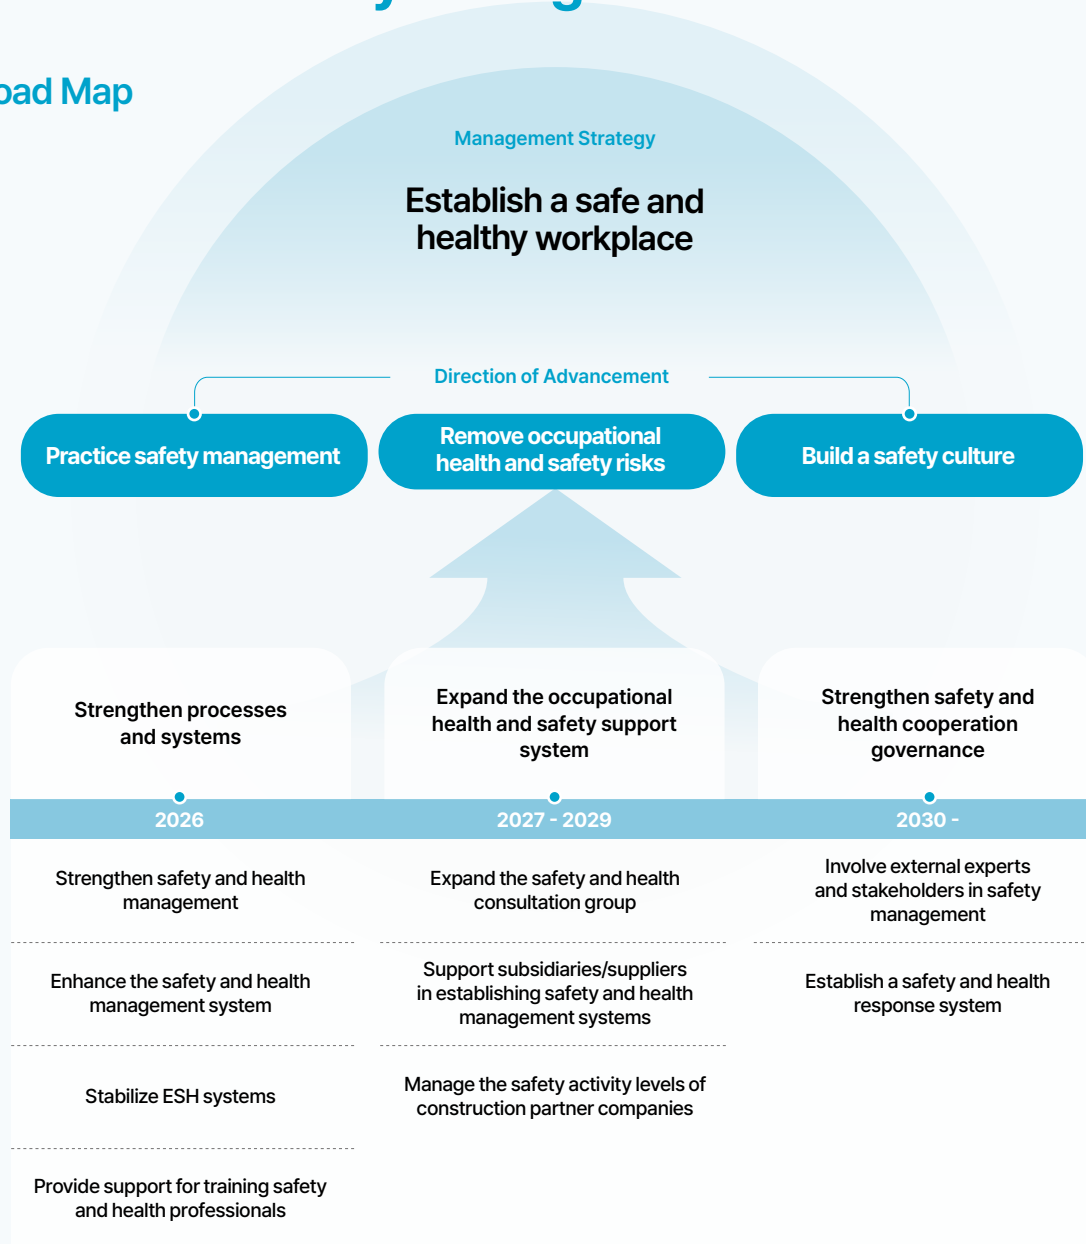 oad Map
Management Strategy
Establish a safe and
healthy workplace
Direction of Advancement
Practice safety management
Remove occupational
health and safety risks
Build a safety culture
Strengthen processes
and systems
Expand the occupational
health and safety support
system
Strengthen safety and
health cooperation
governance
2026
2027 - 2029
2030 -
Strengthen safety and health
management
Enhance the safety and health
management system
Stabilize ESH systems
Provide support for training safety
and health professionals
Expand the safety and health
consultation group
Support subsidiaries/suppliers
in establishing safety and health
management systems
Manage the safety activity levels of
construction partner companies
Involve external experts
and stakeholders in safety
management
Establish a safety and health
response system